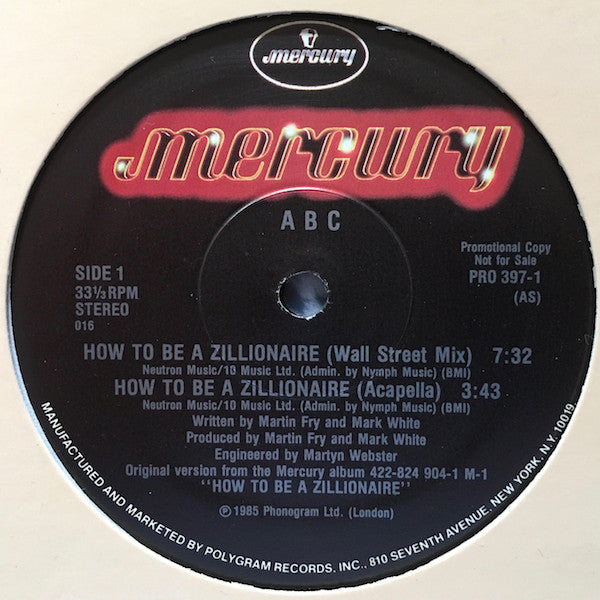 mercury
mercury
ABC
Promotional Copy
Not for Sale
PRO 397-1
(AS)
SIDE 1
33⅓ RPM
STEREO
016
HOW TO BE A ZILLIONAIRE (Wall Street Mix) 7:32
Neutron Music/10 Music Ltd. (Admin. by Nymph Music) (BMI)
HOW TO BE A ZILLIONAIRE (Acapella) 3:43
Neutron Music/10 Music Ltd. (Admin. by Nymph Music) (BMI)
Written by Martin Fry and Mark White
Produced by Martin Fry and Mark White
Engineered by Martyn Webster
Original version from the Mercury album 422-824 904-1 M-1
"HOW TO BE A ZILLIONAIRE"
℗ 1985 Phonogram Ltd. (London)
MANUFACTURED AND MARKETED BY POLYGRAM RECORDS, INC., 810 SEVENTH AVENUE, NEW YORK, N.Y. 10019